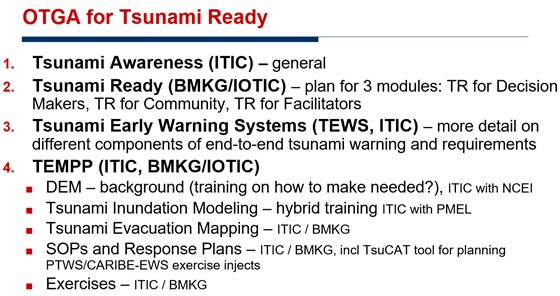 OTGA for Tsunami Ready
1. Tsunami Awareness (ITIC) – general
2. Tsunami Ready (BMKG/IOTIC) – plan for 3 modules: TR for Decision
Makers, TR for Community, TR for Facilitators
3. Tsunami Early Warning Systems (TEWS, ITIC) – more detail on
different components of end-to-end tsunami warning and requirements
4. TEMPP (ITIC, BMKG/IOTIC)
■ DEM – background (training on how to make needed?), ITIC with NCEI
■ Tsunami Inundation Modeling – hybrid training ITIC with PMEL
■ Tsunami Evacuation Mapping – ITIC / BMKG
■ SOPs and Response Plans – ITIC / BMKG, incl TsuCAT tool for planning
PTWS/CARIBE-EWS exercise injects
■ Exercises – ITIC / BMKG